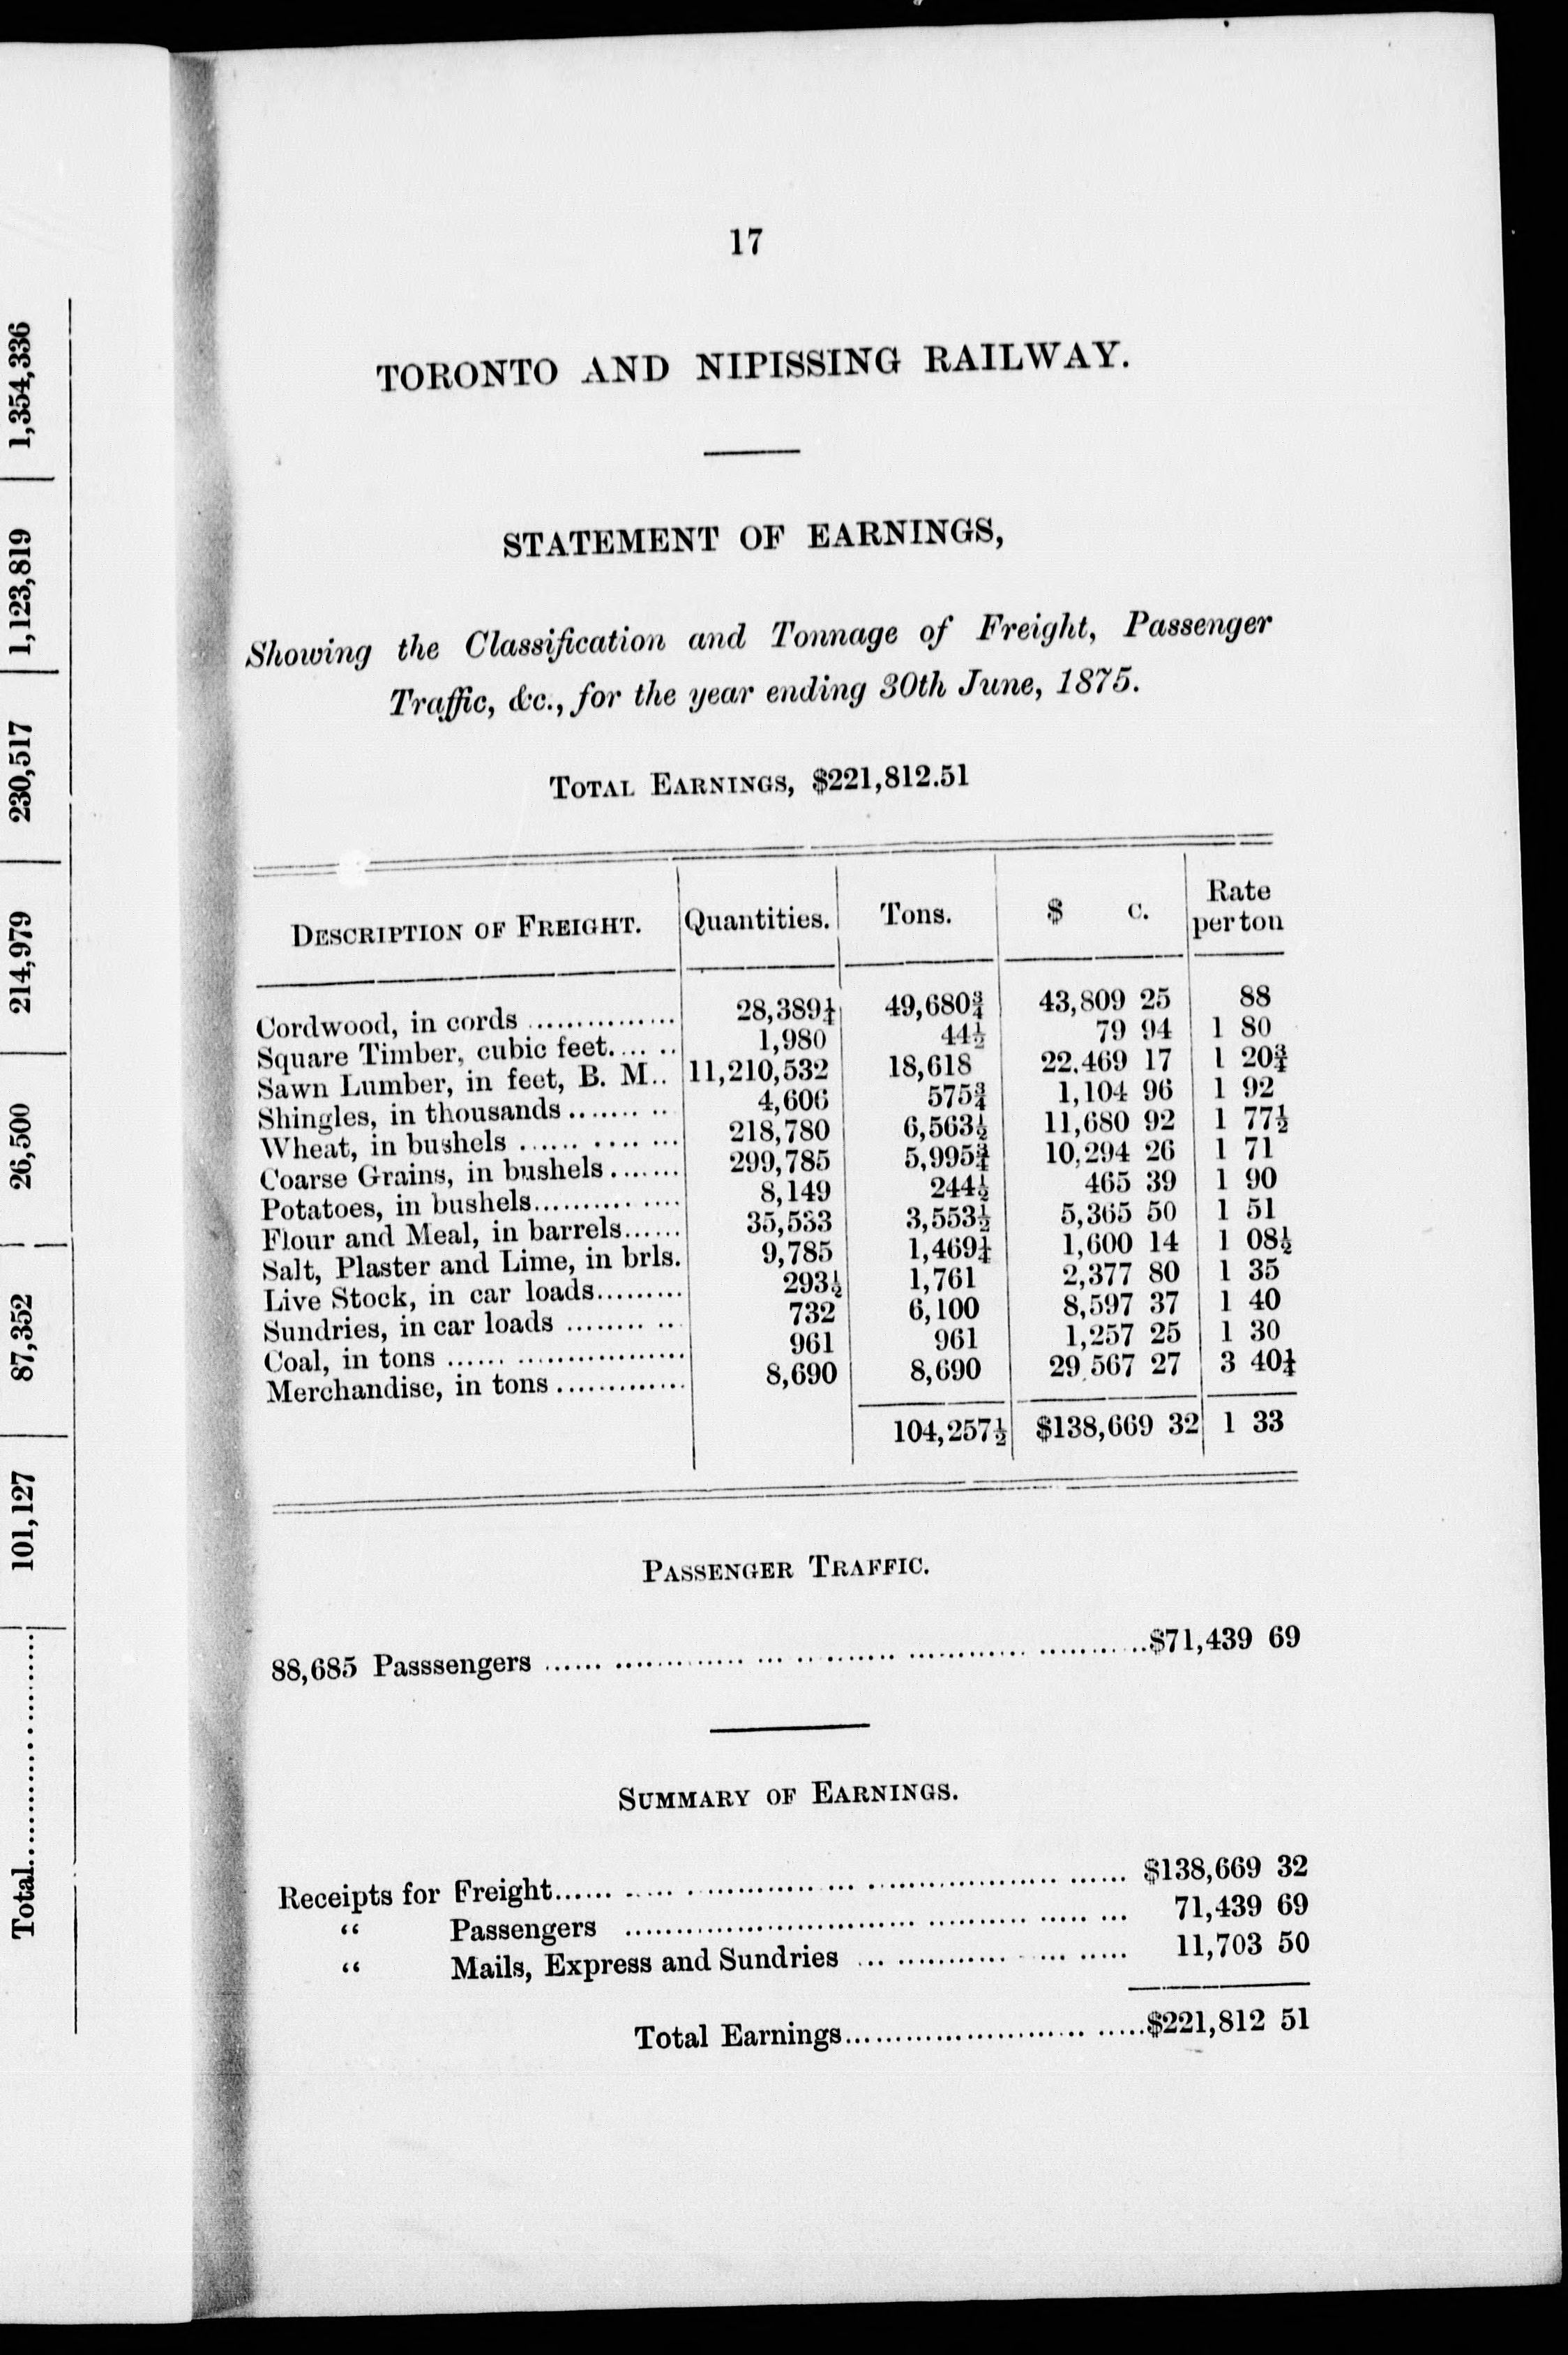 1,354,336
1,123,819
230,517
214,979
26,500
87,352
101,127
Total
17
TORONTO AND NIPISSING RAILWAY.
STATEMENT OF EARNINGS,
Showing the Classification and Tonnage of Freight, Passenger
Traffic, &c., for the year ending 30th June, 1875.
TOTAL EARNINGS, $221,812.51
DESCRIPTION OF FREIGHT. Quantities. Tons. $ c. Rate per ton
Cordwood, in cords 28,389¼ 49,680¾ 43,809 25 88
Square Timber, cubic feet 1,980 44½ 79 94 1 80
Sawn Lumber, in feet, B. M. 11,210,532 18,618 22.469 17 1 20¾
Shingles, in thousands 4,606 575¾ 1,104 96 1 92
Wheat, in bushels 218,780 6,563½ 11,680 92 1 77½
Coarse Grains, in bushels 299,785 5,995¾ 10,294 26 1 71
Potatoes, in bushels 8,149 244½ 465 39 1 90
Flour and Meal, in barrels 35,533 3,553½ 5,365 50 1 51
Salt, Plaster and Lime, in brls. 9,785 1,469¼ 1,600 14 1 08½
Live Stock, in car loads 293½ 1,761 2,377 80 1 35
Sundries, in car loads 732 6,100 8,597 37 1 40
Coal, in tons 961 961 1,257 25 1 30
Merchandise, in tons 8,690 8,690 29.567 27 3 40¼
104,257½ $138,669 32 1 33
PASSENGER TRAFFIC.
88,685 Passsengers $71,439 69
SUMMARY OF EARNINGS.
Receipts for Freight $138,669 32
“ Passengers 71,439 69
“ Mails, Express and Sundries 11,703 50
Total Earnings $221,812 51